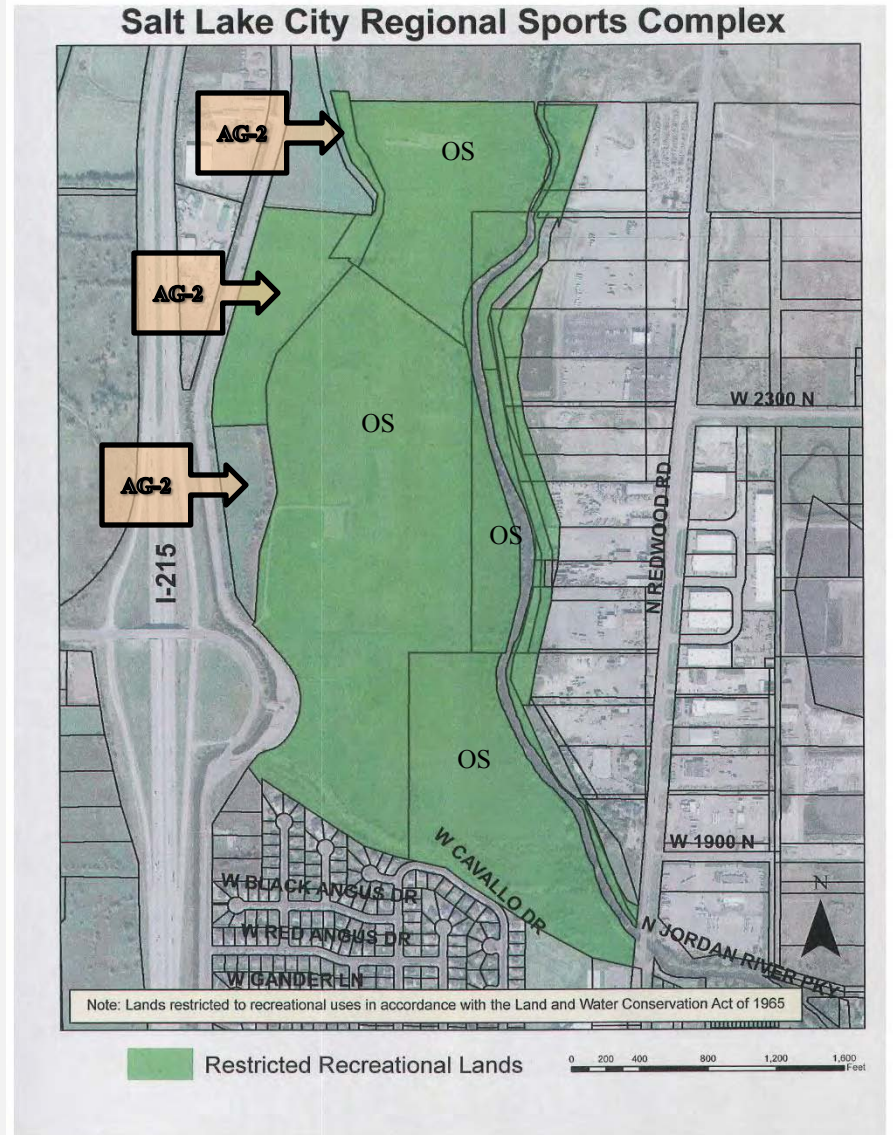 Salt Lake City Regional Sports Complex
AG-2
OS
AG-2
W 2300 N
OS
AG-2
N REDWOOD RD
OS
I-215
OS
W 1900 N
W CAVALLO DR
W BLACK ANGUS DR
N
W RED ANGUS DR
N JORDAN RIVER PKY
W GANDER LN
Note: Lands restricted to recreational uses in accordance with the Land and Water Conservation Act of 1965
Restricted Recreational Lands
0 200 400 800 1,200 1,600
Feet